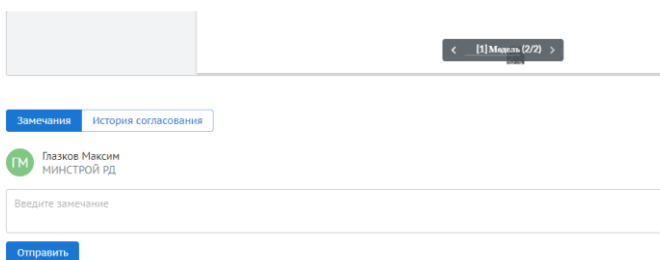 < [1] Модель (2/2) >
Замечания История согласования
ГМ
Глазков Максим
МИНСТРОЙ РД
Введите замечание
Отправить